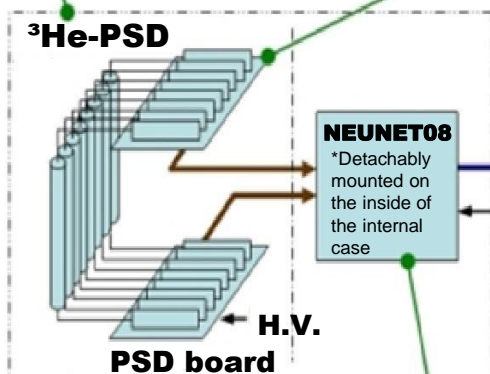 ³He-PSD
NEUNET08
*Detachably
mounted on
the inside of
the internal
case
H.V.
PSD board